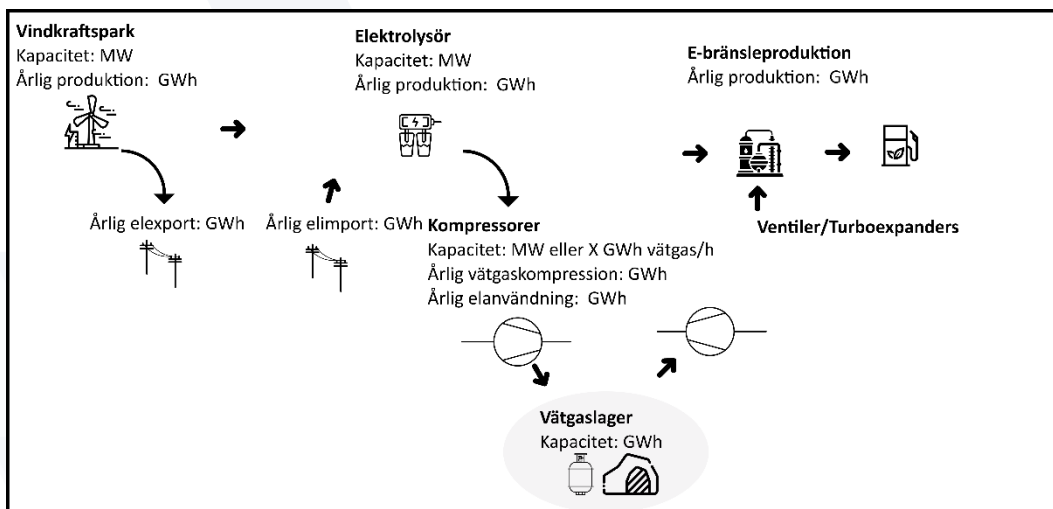 Vindkraftspark
Kapacitet: MW
Årlig produktion: GWh
Elektrolysör
Kapacitet: MW
Årlig produktion: GWh
E-bränsleproduktion
Årlig produktion: GWh
Årlig elexport: GWh
Årlig elimport: GWh
Kompressorer
Kapacitet: MW eller X GWh vätgas/h
Årlig vätgaskompression: GWh
Årlig elanvändning: GWh
Ventiler/Turboexpanders
Vätgaslager
Kapacitet: GWh